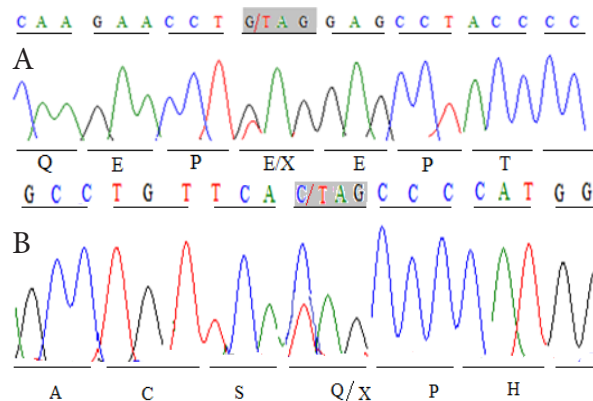 C A A G A A C C T G/T A G G A G C C T A C C C C
A
Q E P E/X E P T
G C C T G T T C A C/T A G C C C C A T G G
B
A C S Q/X P H